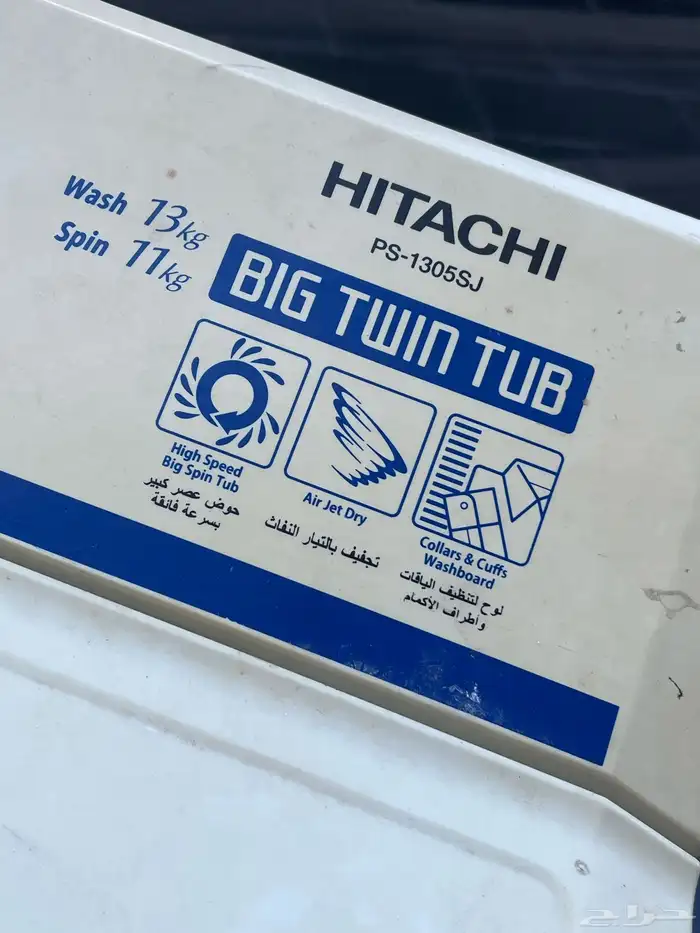 HITACHI
PS-1305SJ
Wash 13kg
Spin 11kg
BIG TWIN TUB
High Speed
Big Spin Tub
حوض عصر كبير
بسرعة فائقة
Air Jet Dry
تجفيف بالتيار النفاث
Collars & Cuffs
Washboard
لوح لتنظيف الياقات
وأطراف الأكمام
حراج